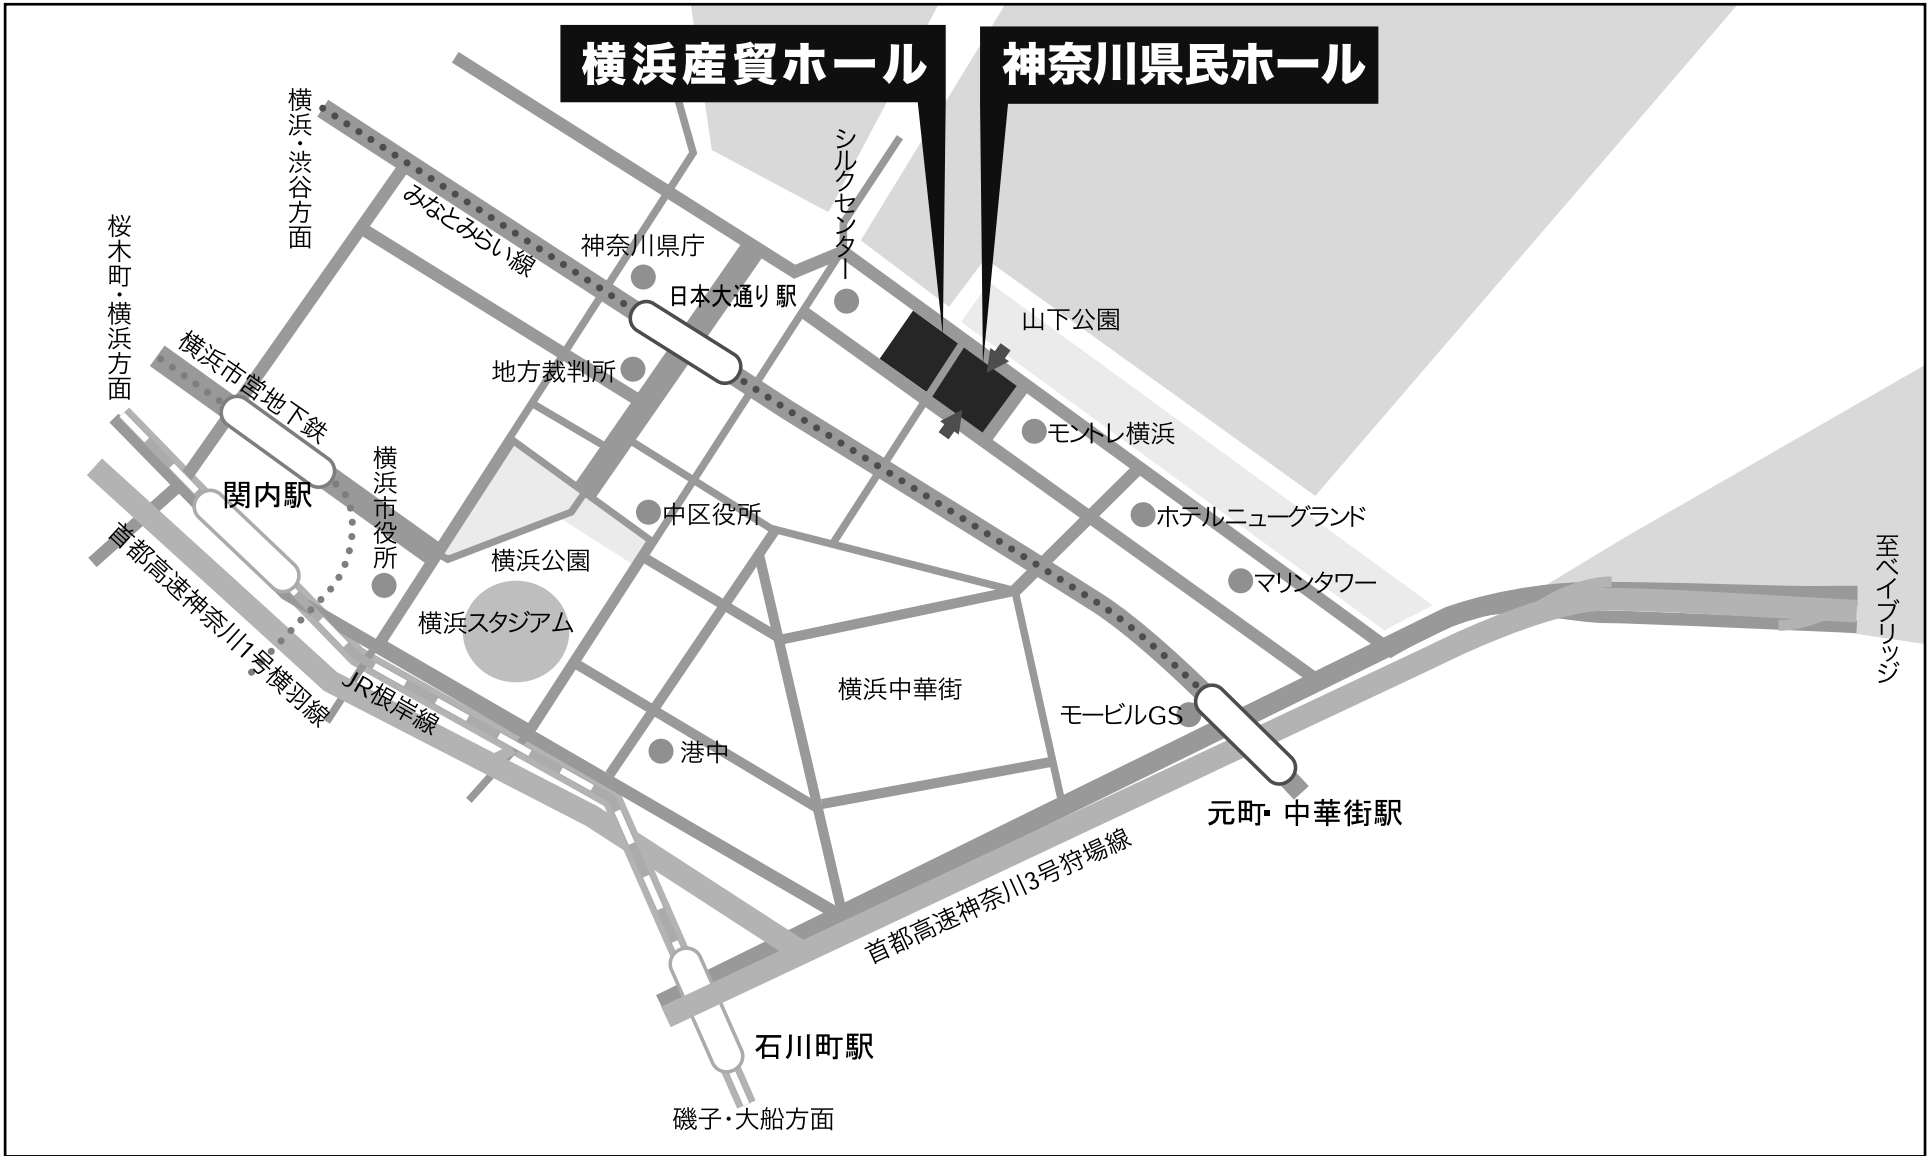 横浜産貿ホール
神奈川県民ホール
横浜・渋谷方面
シルクセンター
みなとみらい線
桜木町・横浜方面
神奈川県庁
日本大通り駅
山下公園
横浜市営地下鉄
地方裁判所
モントレ横浜
横浜市役所
関内駅
中区役所
ホテルニューグランド
横浜公園
マリンタワー
至ベイブリッジ
首都高速神奈川1号横羽線
横浜スタジアム
JR根岸線
横浜中華街
モービルGS
港中
元町・中華街駅
首都高速神奈川3号狩場線
石川町駅
磯子・大船方面